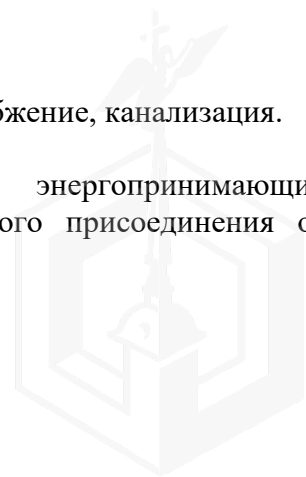 бжение, канализация.
энергопринимающи
ого присоединения о